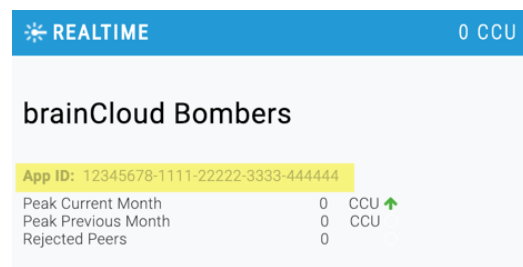 REALTIME 0 CCU
brainCloud Bombers
App ID: 12345678-1111-22222-3333-444444
Peak Current Month 0 CCU
Peak Previous Month 0 CCU
Rejected Peers 0